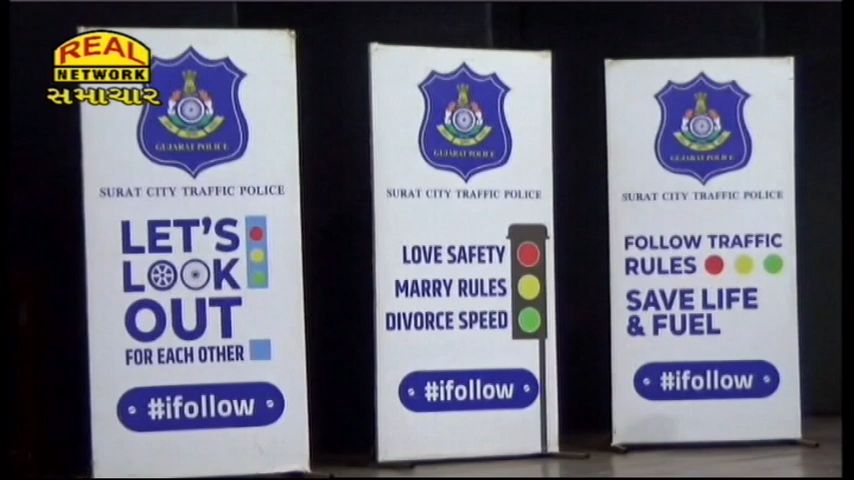 REAL
NETWORK
સમાચાર
GUJARAT POLICE
SURAT CITY TRAFFIC POLICE
LET'S
LOOK
OUT
FOR EACH OTHER
#ifollow
GUJARAT POLICE
SURAT CITY TRAFFIC POLICE
LOVE SAFETY
MARRY RULES
DIVORCE SPEED
#ifollow
GUJARAT POLICE
SURAT CITY TRAFFIC POLICE
FOLLOW TRAFFIC
RULES
SAVE LIFE
& FUEL
#ifollow